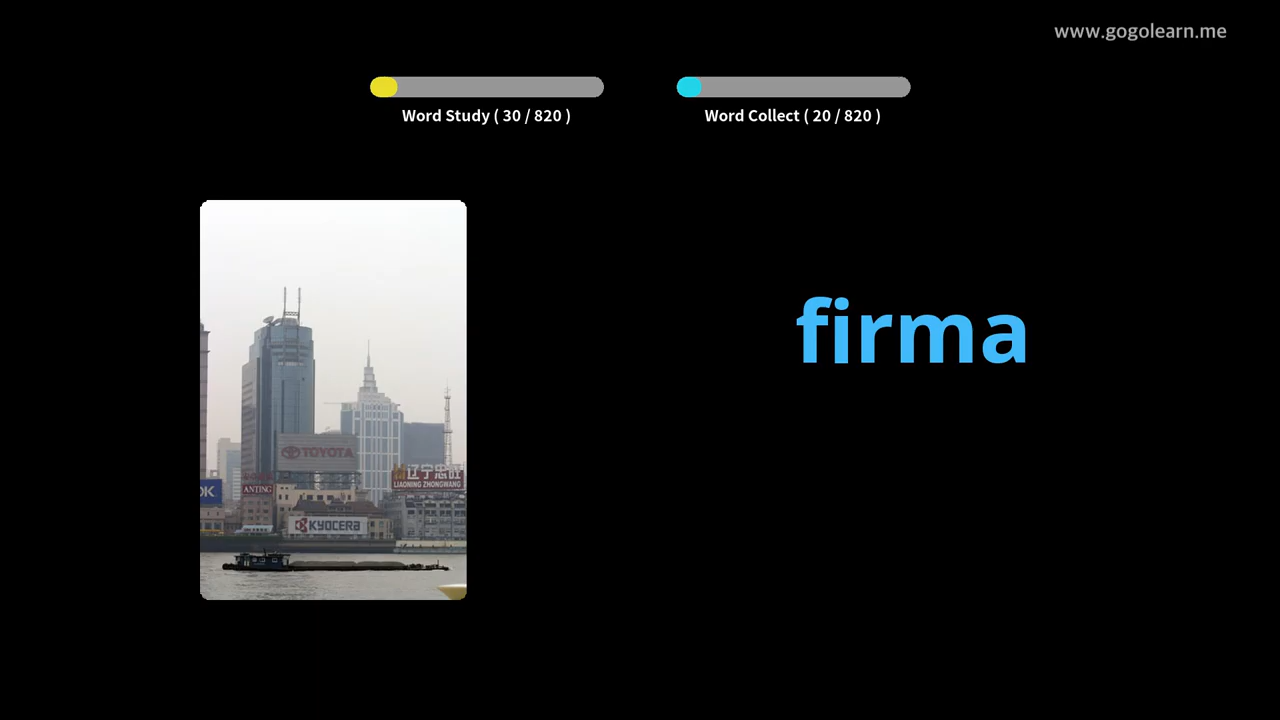 www.gogolearn.me
Word Study ( 30 / 820 )
Word Collect ( 20 / 820 )
firma
TOYOTA
辽宁忠旺
LIAONING ZHONGWANG
OK
ANTING
KYOCERA